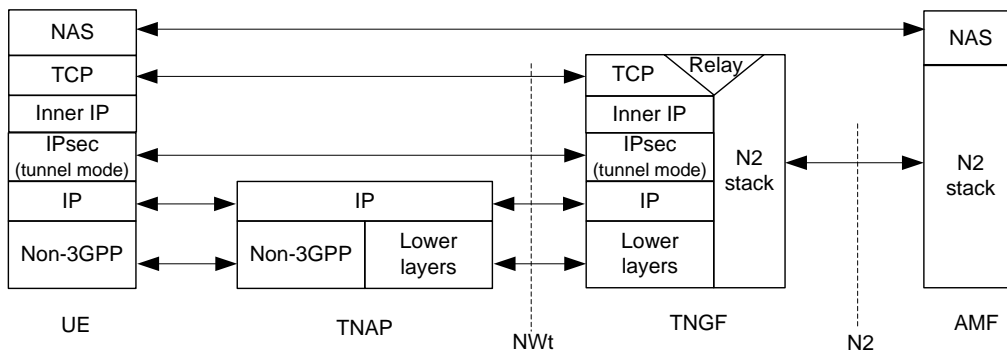 NAS
NAS
TCP
TCP
Relay
Inner IP
Inner IP
IPsec
(tunnel mode)
IPsec
(tunnel mode)
N2
stack
N2
stack
IP
IP
IP
Non-3GPP
Non-3GPP
Lower
layers
Lower
layers
UE
TNAP
NWt
TNGF
N2
AMF